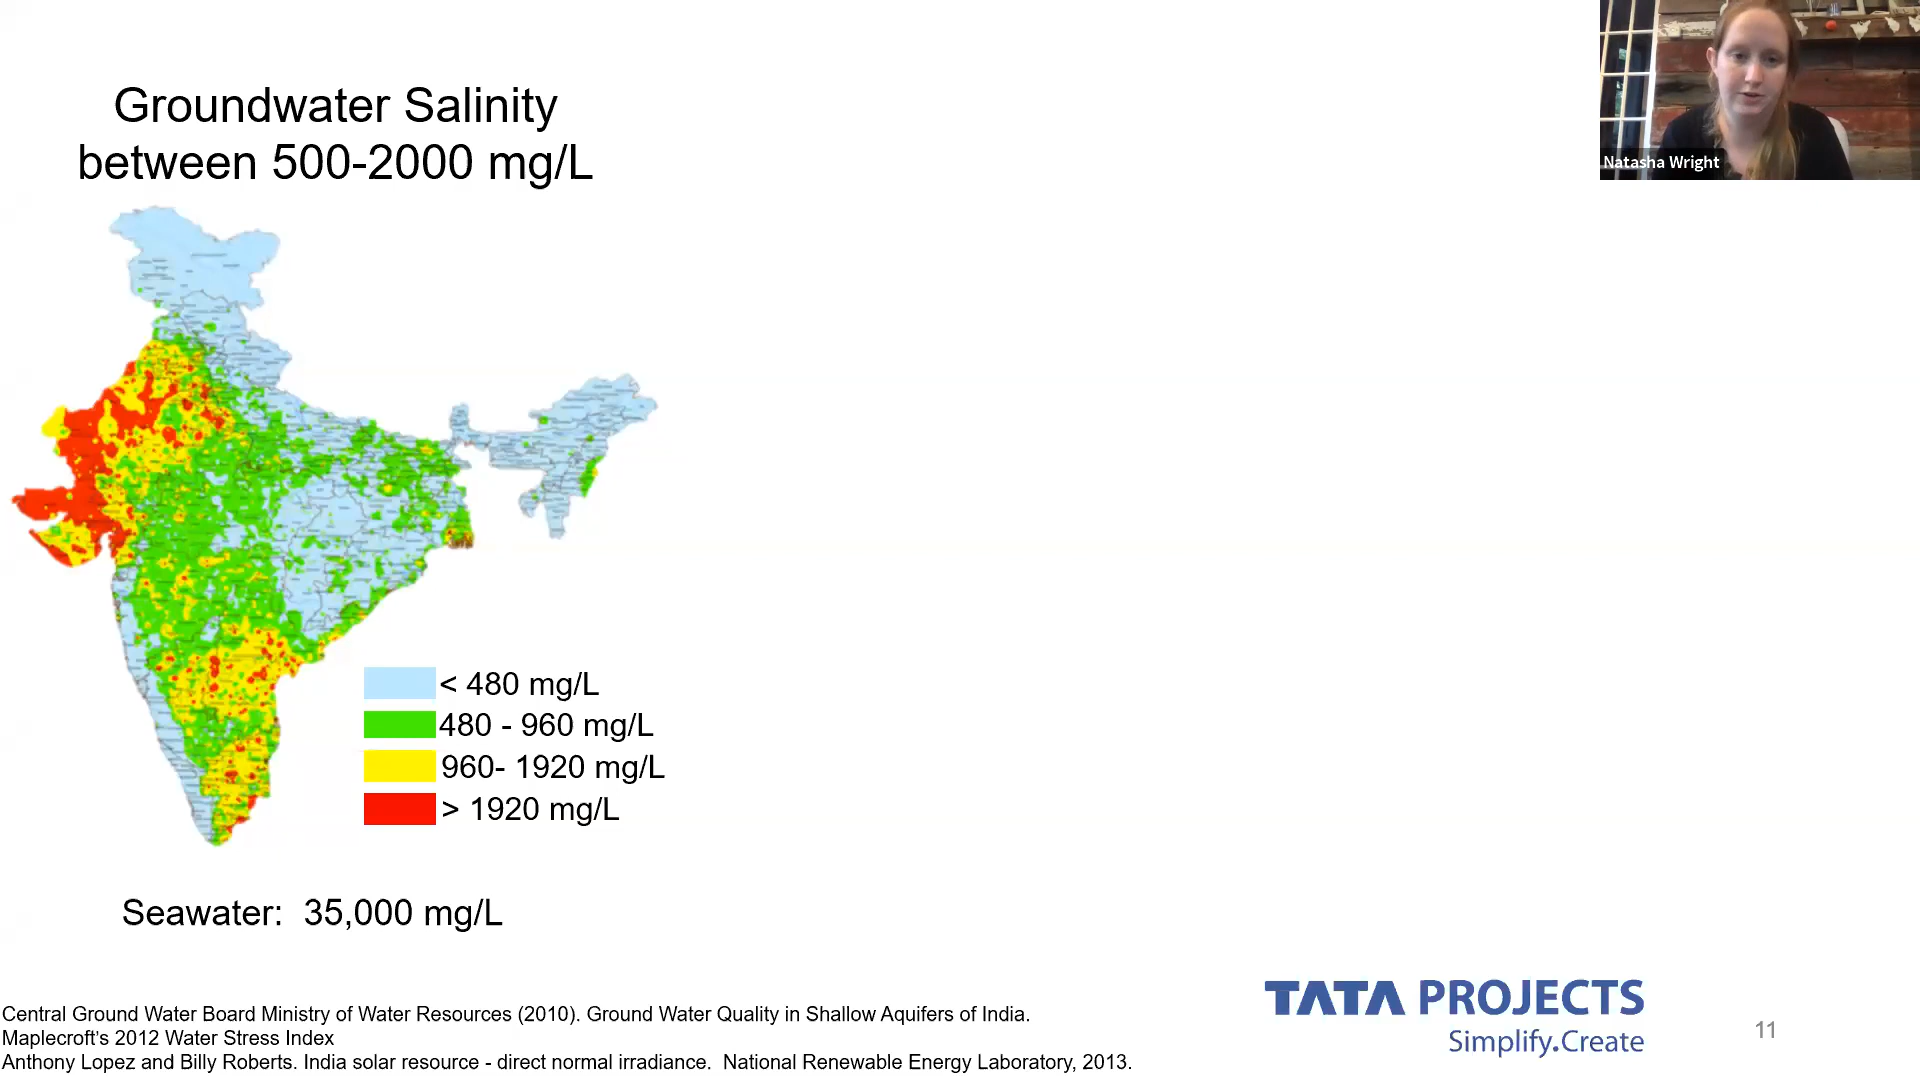 Groundwater Salinity
between 500-2000 mg/L
Natasha Wright
< 480 mg/L
480 - 960 mg/L
960- 1920 mg/L
> 1920 mg/L
Seawater:  35,000 mg/L
Central Ground Water Board Ministry of Water Resources (2010). Ground Water Quality in Shallow Aquifers of India.
Maplecroft's 2012 Water Stress Index
Anthony Lopez and Billy Roberts. India solar resource - direct normal irradiance.  National Renewable Energy Laboratory, 2013.
TATA PROJECTS
Simplify.Create
11